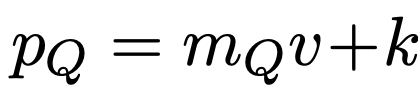 p_Q = m_Q v + k